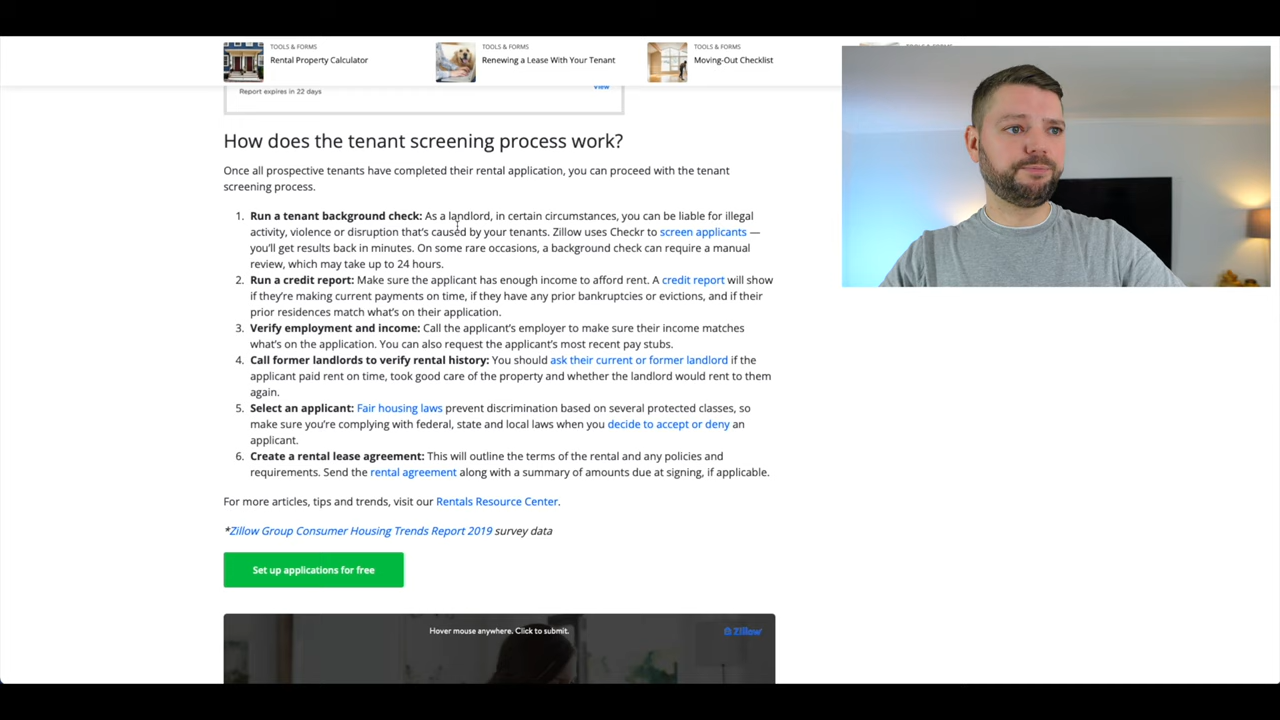 TOOLS & FORMS
Rental Property Calculator
TOOLS & FORMS
Renewing a Lease With Your Tenant
TOOLS & FORMS
Moving-Out Checklist
Report expires in 22 days
View
How does the tenant screening process work?
Once all prospective tenants have completed their rental application, you can proceed with the tenant
screening process.
1. Run a tenant background check: As a landlord, in certain circumstances, you can be liable for illegal
activity, violence or disruption that's caused by your tenants. Zillow uses Checkr to screen applicants —
you'll get results back in minutes. On some rare occasions, a background check can require a manual
review, which may take up to 24 hours.
2. Run a credit report: Make sure the applicant has enough income to afford rent. A credit report will show
if they're making current payments on time, if they have any prior bankruptcies or evictions, and if their
prior residences match what's on their application.
3. Verify employment and income: Call the applicant's employer to make sure their income matches
what's on the application. You can also request the applicant's most recent pay stubs.
4. Call former landlords to verify rental history: You should ask their current or former landlord if the
applicant paid rent on time, took good care of the property and whether the landlord would rent to them
again.
5. Select an applicant: Fair housing laws prevent discrimination based on several protected classes, so
make sure you're complying with federal, state and local laws when you decide to accept or deny an
applicant.
6. Create a rental lease agreement: This will outline the terms of the rental and any policies and
requirements. Send the rental agreement along with a summary of amounts due at signing, if applicable.
For more articles, tips and trends, visit our Rentals Resource Center.
*Zillow Group Consumer Housing Trends Report 2019 survey data
Set up applications for free
Hover mouse anywhere. Click to submit.
Zillow